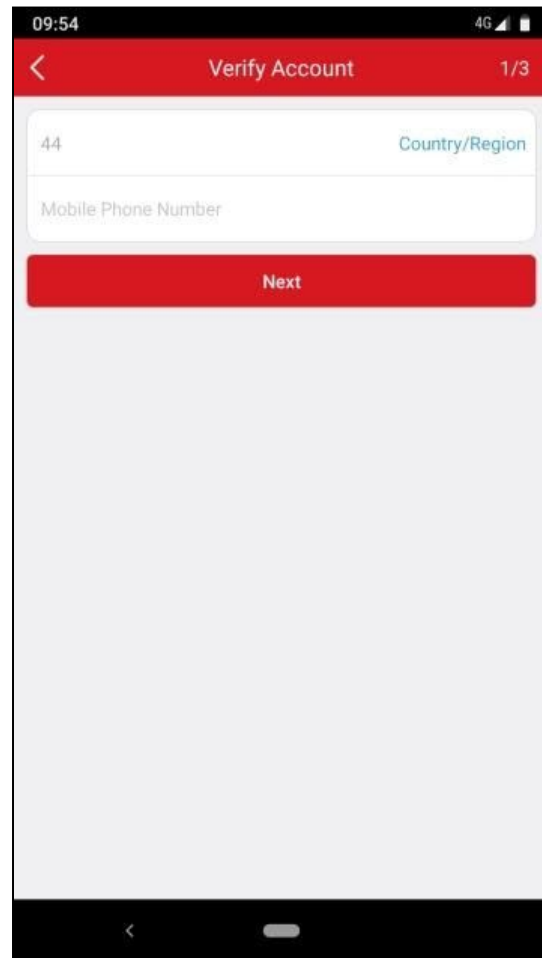 09:54 4G
Verify Account 1/3
44 Country/Region
Mobile Phone Number
Next